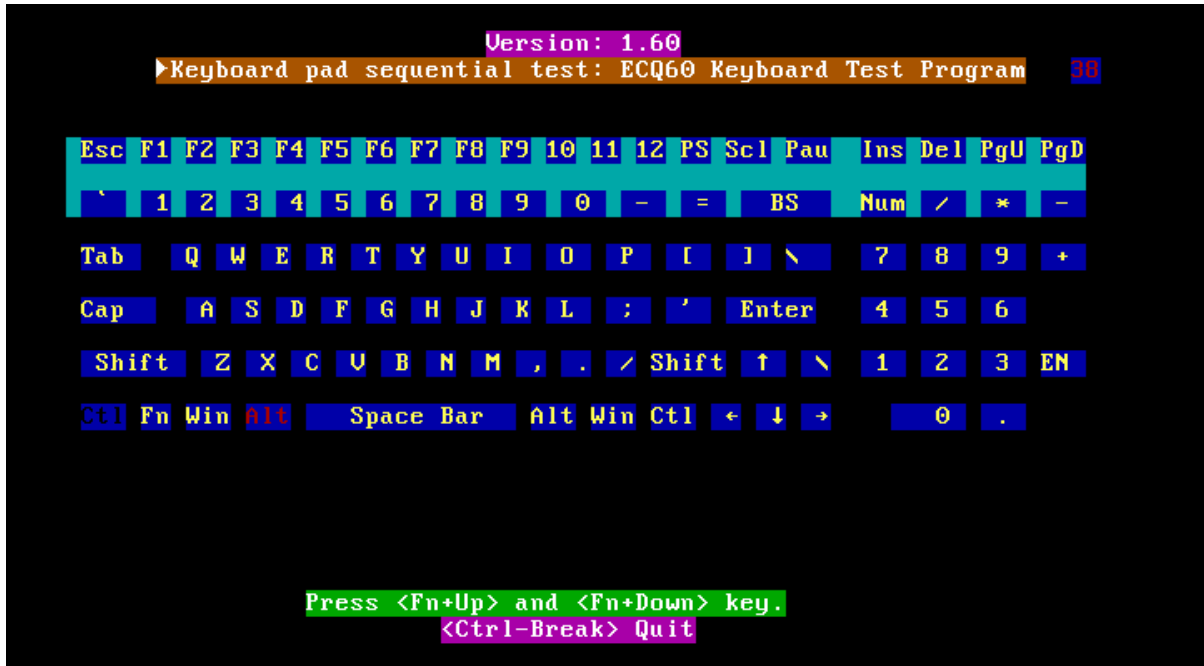 Version: 1.60
►Keyboard pad sequential test: ECQ60 Keyboard Test Program 38
Esc F1 F2 F3 F4 F5 F6 F7 F8 F9 10 11 12 PS Scl Pau Ins Del PgU PgD
` 1 2 3 4 5 6 7 8 9 0 - = BS Num / * -
Tab Q W E R T Y U I O P [ ] \ 7 8 9 +
Cap A S D F G H J K L ; ' Enter 4 5 6
Shift Z X C V B N M , . / Shift ↑ \ 1 2 3 EN
Ctl Fn Win Alt Space Bar Alt Win Ctl ← ↓ → 0 .
Press <Fn+Up> and <Fn+Down> key.
<Ctrl-Break> Quit